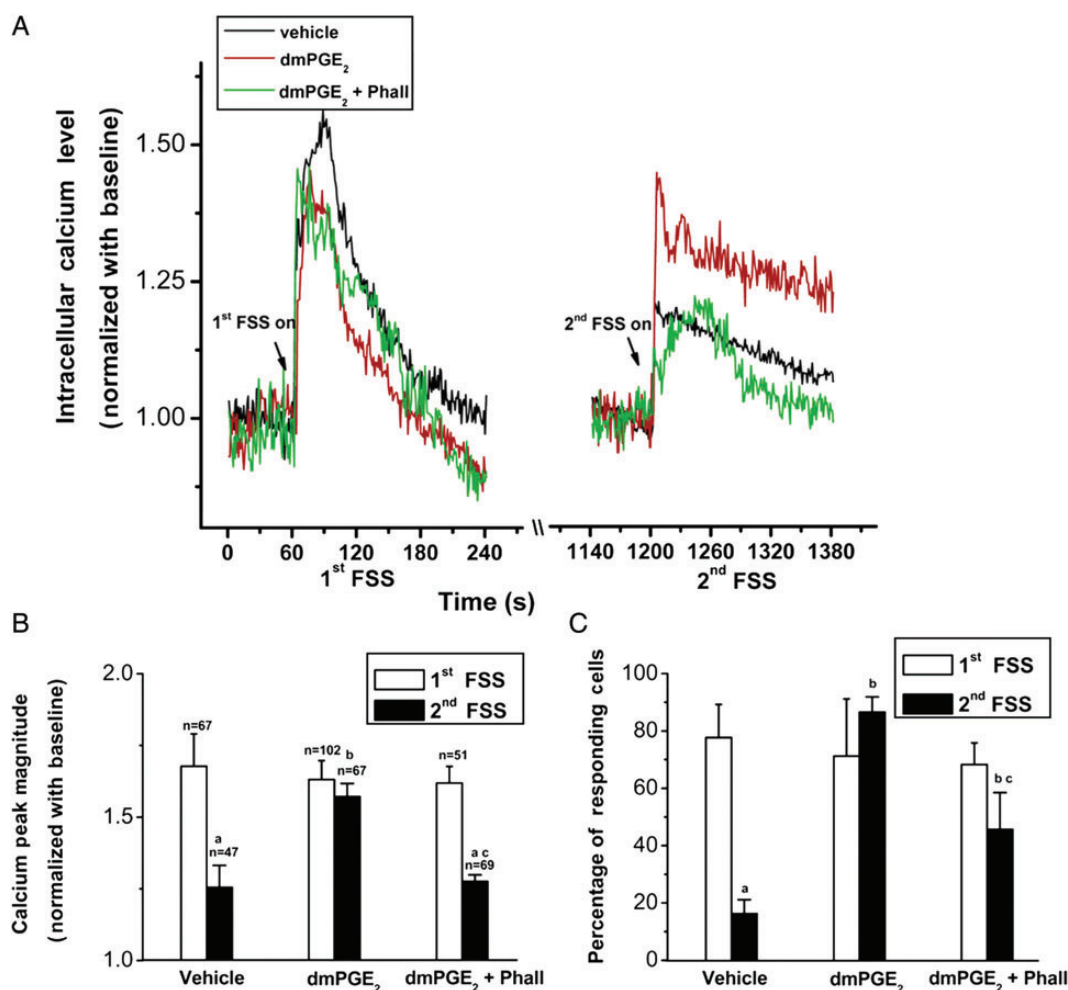 A
vehicle
dmPGE₂
dmPGE₂ + Phall
Intracellular calcium level
(normalized with baseline)
1.50
1.25
1.00
1ˢᵗ FSS on
2ⁿᵈ FSS on
0 60 120 180 240 1140 1200 1260 1320 1380
1ˢᵗ FSS 2ⁿᵈ FSS
Time (s)
B
Calcium peak magnitude
(normalized with baseline)
2.0
1.5
1.0
1ˢᵗ FSS
2ⁿᵈ FSS
n=67
a
n=47
n=102
b
n=67
n=51
a c
n=69
Vehicle dmPGE₂ dmPGE₂ + Phall
C
Percentage of responding cells
100
80
60
40
20
0
1ˢᵗ FSS
2ⁿᵈ FSS
a
b
b c
Vehicle dmPGE₂ dmPGE₂ + Phall